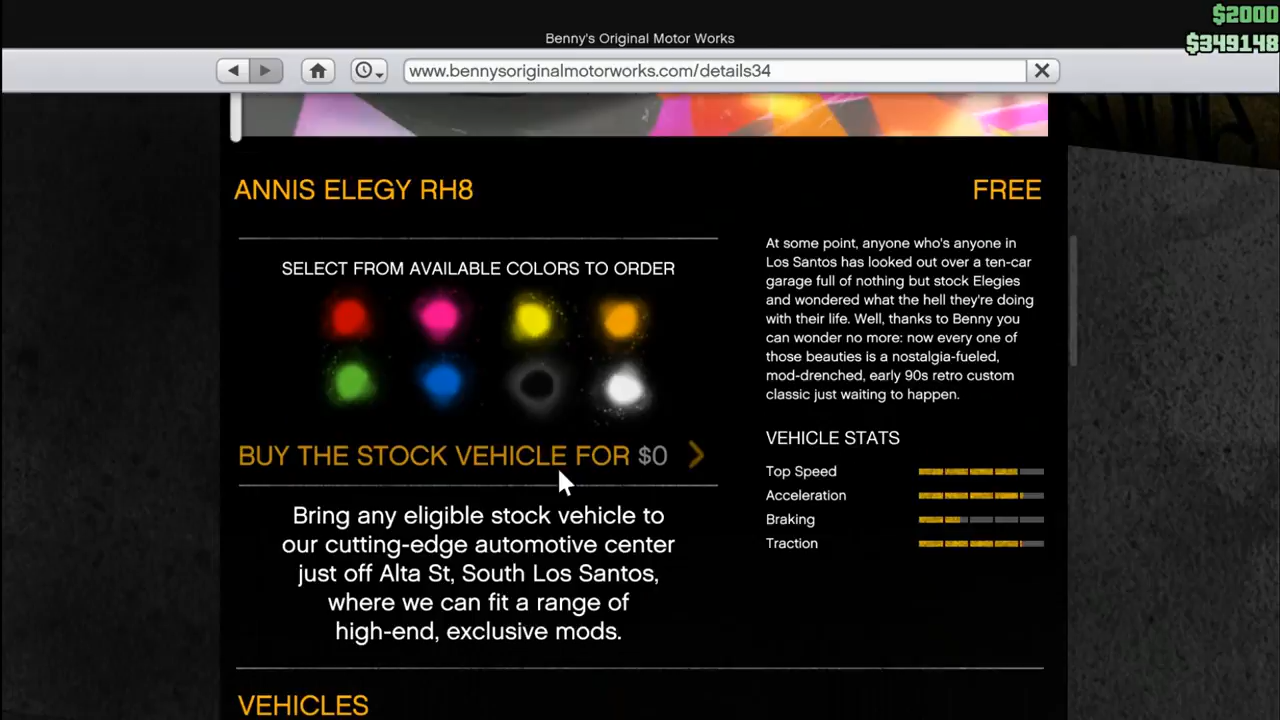 $2000
$349148
Benny's Original Motor Works
www.bennysoriginalmotorworks.com/details34
ANNIS ELEGY RH8
FREE
SELECT FROM AVAILABLE COLORS TO ORDER
BUY THE STOCK VEHICLE FOR $0
Bring any eligible stock vehicle to
our cutting-edge automotive center
just off Alta St, South Los Santos,
where we can fit a range of
high-end, exclusive mods.
At some point, anyone who's anyone in
Los Santos has looked out over a ten-car
garage full of nothing but stock Elegies
and wondered what the hell they're doing
with their life. Well, thanks to Benny you
can wonder no more: now every one of
those beauties is a nostalgia-fueled,
mod-drenched, early 90s retro custom
classic just waiting to happen.
VEHICLE STATS
Top Speed
Acceleration
Braking
Traction
VEHICLES